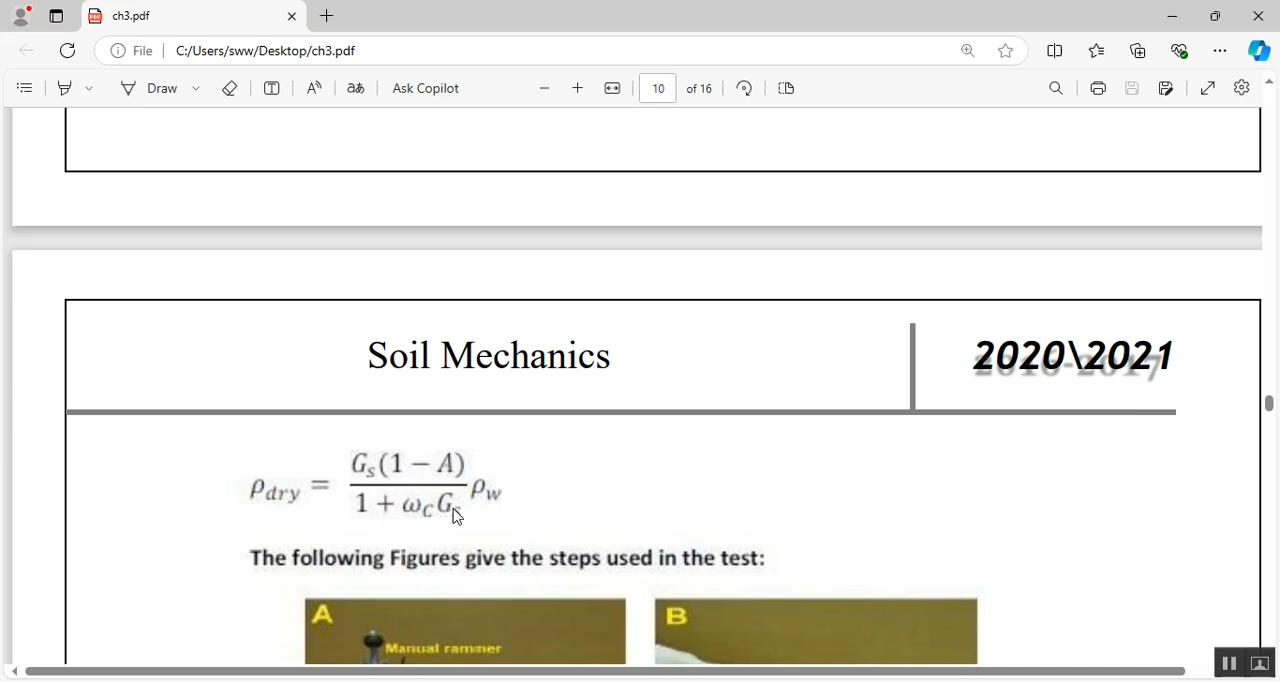 ch3.pdf
File C:/Users/sww/Desktop/ch3.pdf
Draw Ask Copilot 10 of 16
Soil Mechanics 2020\2021
ρdry = Gs(1 − A) / 1 + ωC Gs ρw
The following Figures give the steps used in the test:
A B
Manual rammer